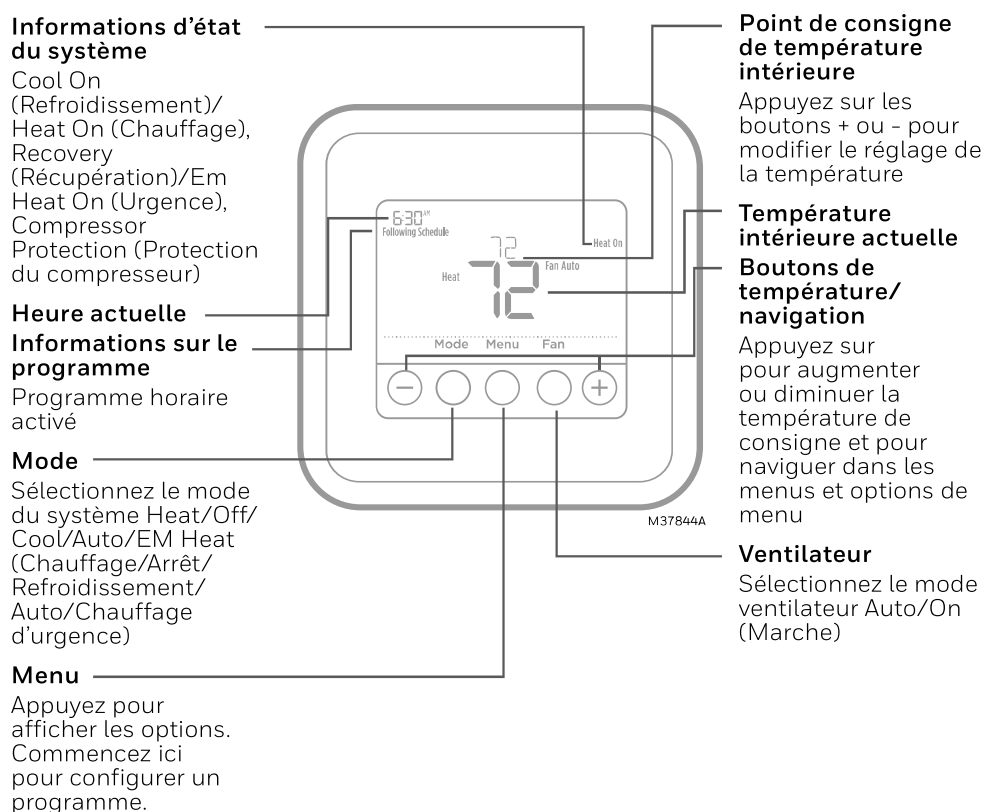 Informations d’état
du système
Cool On
(Refroidissement)/
Heat On (Chauffage),
Recovery
(Récupération)/Em
Heat On (Urgence),
Compressor
Protection (Protection
du compresseur)
Heure actuelle
Informations sur le
programme
Programme horaire
activé
Mode
Sélectionnez le mode
du système Heat/Off/
Cool/Auto/EM Heat
(Chauffage/Arrêt/
Refroidissement/
Auto/Chauffage
d’urgence)
Menu
Appuyez pour
afficher les options.
Commencez ici
pour configurer un
programme.
6:30 AM
Following Schedule
72
Heat On
Heat
72
Fan Auto
Mode Menu Fan
M37844A
Point de consigne
de température
intérieure
Appuyez sur les
boutons + ou - pour
modifier le réglage de
la température
Température
intérieure actuelle
Boutons de
température/
navigation
Appuyez sur
pour augmenter
ou diminuer la
température de
consigne et pour
naviguer dans les
menus et options de
menu
Ventilateur
Sélectionnez le mode
ventilateur Auto/On
(Marche)